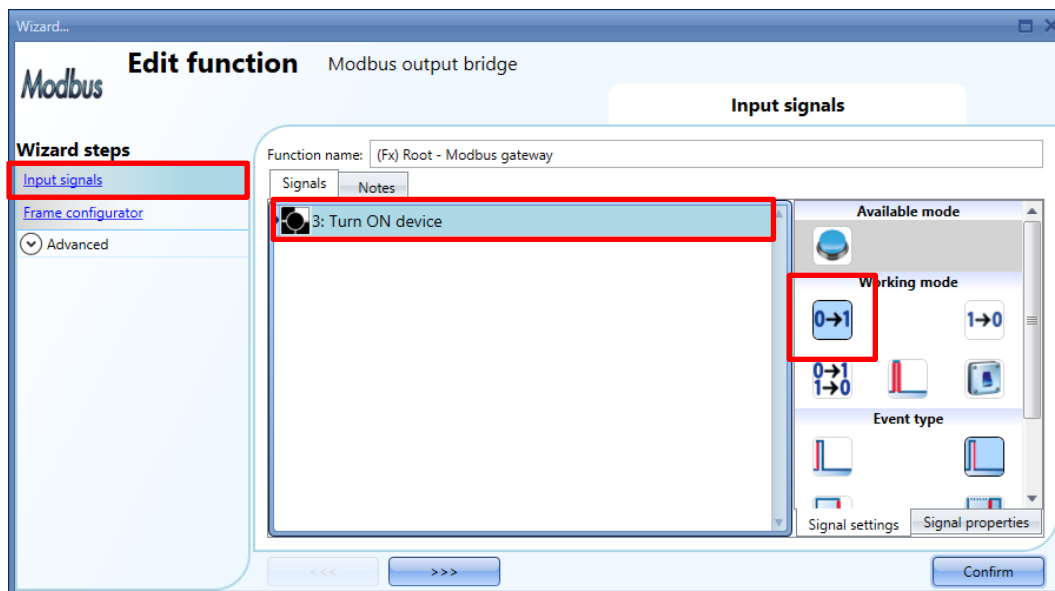 Wizard...
Modbus
Edit function Modbus output bridge
Input signals
Wizard steps
Input signals
Frame configurator
Advanced
Function name: (Fx) Root - Modbus gateway
Signals Notes
3: Turn ON device
Available mode
Working mode
0→1 1→0
0→1
1→0
Event type
Signal settings Signal properties
<<< >>> Confirm